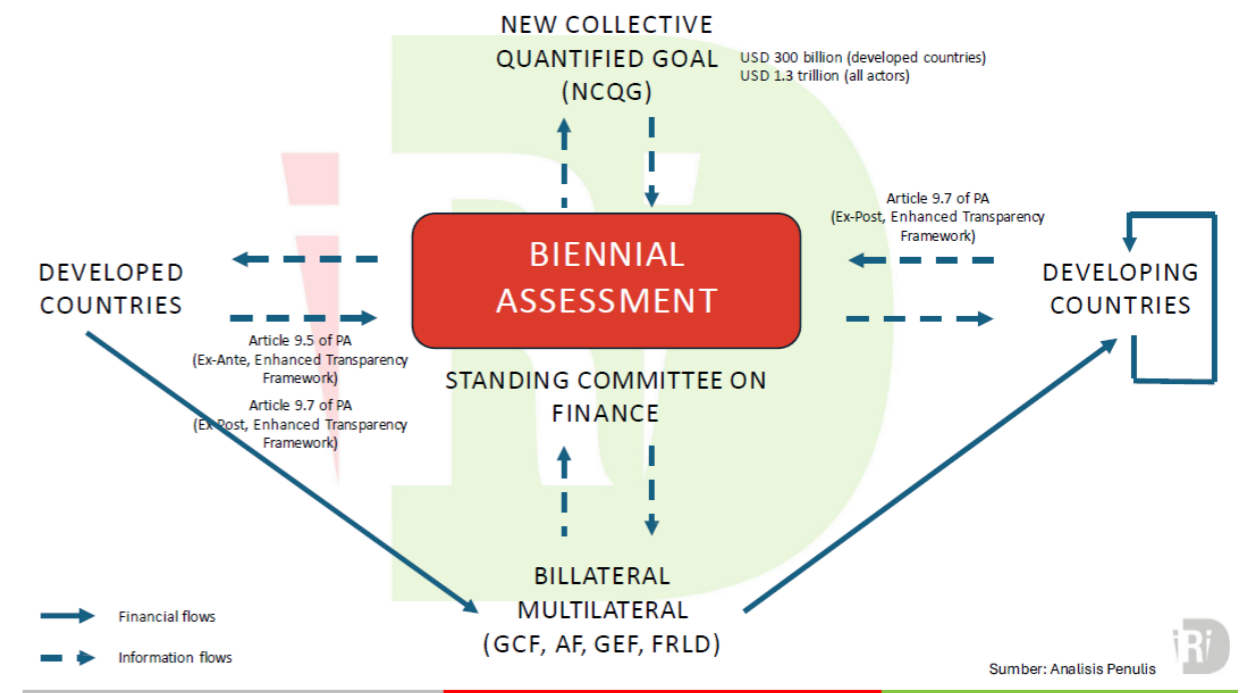 NEW COLLECTIVE
QUANTIFIED GOAL
(NCQG)
USD 300 billion (developed countries)
USD 1.3 trillion (all actors)
Article 9.7 of PA
(Ex-Post, Enhanced Transparency
Framework)
BIENNIAL
ASSESSMENT
DEVELOPED
COUNTRIES
DEVELOPING
COUNTRIES
Article 9.5 of PA
(Ex-Ante, Enhanced Transparency
Framework)
Article 9.7 of PA
(Ex-Post, Enhanced Transparency
Framework)
STANDING COMMITTEE ON
FINANCE
BILLATERAL
MULTILATERAL
(GCF, AF, GEF, FRLD)
Financial flows
Information flows
Sumber: Analisis Penulis
iRiD